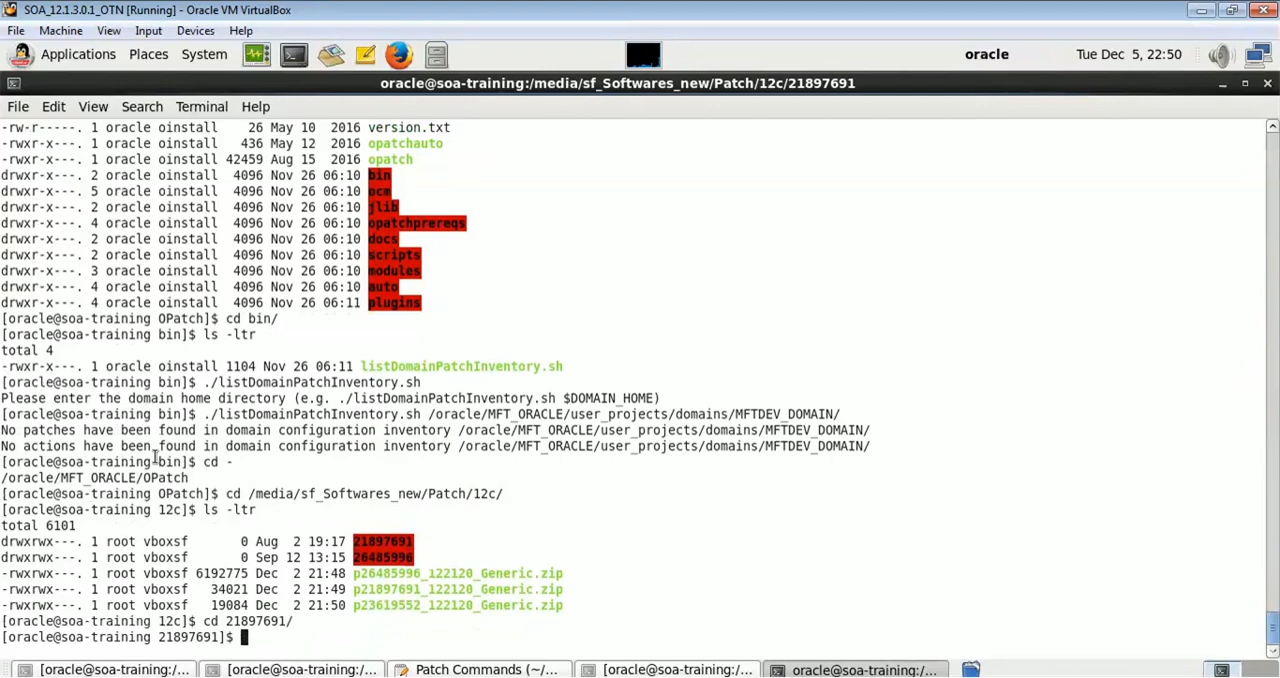 SOA_12.1.3.0.1_OTN [Running] - Oracle VM VirtualBox
File Machine View Input Devices Help
Applications Places System oracle Tue Dec 5, 22:50
oracle@soa-training:/media/sf_Softwares_new/Patch/12c/21897691
File Edit View Search Terminal Help
-rw-r-----. 1 oracle oinstall 26 May 10 2016 version.txt
-rwxr-x---. 1 oracle oinstall 436 May 12 2016 opatchauto
-rwxr-x---. 1 oracle oinstall 42459 Aug 15 2016 opatch
drwxr-x---. 2 oracle oinstall 4096 Nov 26 06:10 bin
drwxr-x---. 5 oracle oinstall 4096 Nov 26 06:10 ocm
drwxr-x---. 2 oracle oinstall 4096 Nov 26 06:10 jlib
drwxr-x---. 4 oracle oinstall 4096 Nov 26 06:10 opatchprereqs
drwxr-x---. 2 oracle oinstall 4096 Nov 26 06:10 docs
drwxr-x---. 2 oracle oinstall 4096 Nov 26 06:10 scripts
drwxr-x---. 3 oracle oinstall 4096 Nov 26 06:10 modules
drwxr-x---. 4 oracle oinstall 4096 Nov 26 06:10 auto
drwxr-x---. 4 oracle oinstall 4096 Nov 26 06:11 plugins
[oracle@soa-training OPatch]$ cd bin/
[oracle@soa-training bin]$ ls -ltr
total 4
-rwxr-x---. 1 oracle oinstall 1104 Nov 26 06:11 listDomainPatchInventory.sh
[oracle@soa-training bin]$ ./listDomainPatchInventory.sh
Please enter the domain home directory (e.g. ./listDomainPatchInventory.sh $DOMAIN_HOME)
[oracle@soa-training bin]$ ./listDomainPatchInventory.sh /oracle/MFT_ORACLE/user_projects/domains/MFTDEV_DOMAIN/
No patches have been found in domain configuration inventory /oracle/MFT_ORACLE/user_projects/domains/MFTDEV_DOMAIN/
No actions have been found in domain configuration inventory /oracle/MFT_ORACLE/user_projects/domains/MFTDEV_DOMAIN/
[oracle@soa-training bin]$ cd -
/oracle/MFT_ORACLE/OPatch
[oracle@soa-training OPatch]$ cd /media/sf_Softwares_new/Patch/12c/
[oracle@soa-training 12c]$ ls -ltr
total 6101
drwxrwx---. 1 root vboxsf 0 Aug 2 19:17 21897691
drwxrwx---. 1 root vboxsf 0 Sep 12 13:15 26485996
-rwxrwx---. 1 root vboxsf 6192775 Dec 2 21:48 p26485996_122120_Generic.zip
-rwxrwx---. 1 root vboxsf 34021 Dec 2 21:49 p21897691_122120_Generic.zip
-rwxrwx---. 1 root vboxsf 19084 Dec 2 21:50 p23619552_122120_Generic.zip
[oracle@soa-training 12c]$ cd 21897691/
[oracle@soa-training 21897691]$
[oracle@soa-training:/... [oracle@soa-training:/... Patch Commands (~/... [oracle@soa-training:/... oracle@soa-training:/...